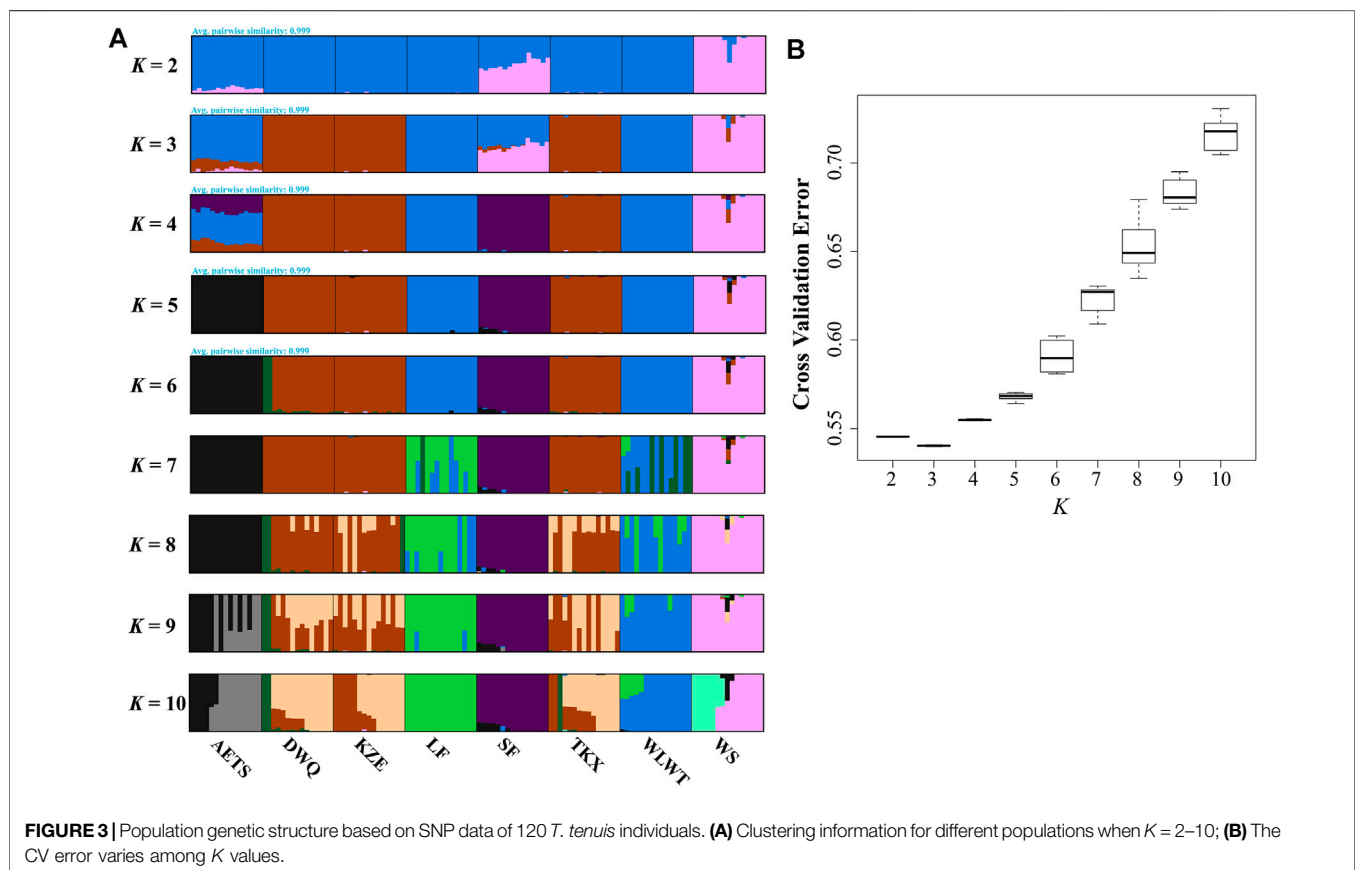 A
Avg. pairwise similarity: 0.999
K = 2
Avg. pairwise similarity: 0.999
K = 3
Avg. pairwise similarity: 0.999
K = 4
Avg. pairwise similarity: 0.999
K = 5
Avg. pairwise similarity: 0.999
K = 6
K = 7
K = 8
K = 9
K = 10
AETS
DWQ
KZE
LF
SF
TKX
WLWT
WS
B
Cross Validation Error
0.70
0.65
0.60
0.55
2 3 4 5 6 7 8 9 10
K
FIGURE 3 | Population genetic structure based on SNP data of 120 T. tenuis individuals. (A) Clustering information for different populations when K = 2–10; (B) The
CV error varies among K values.